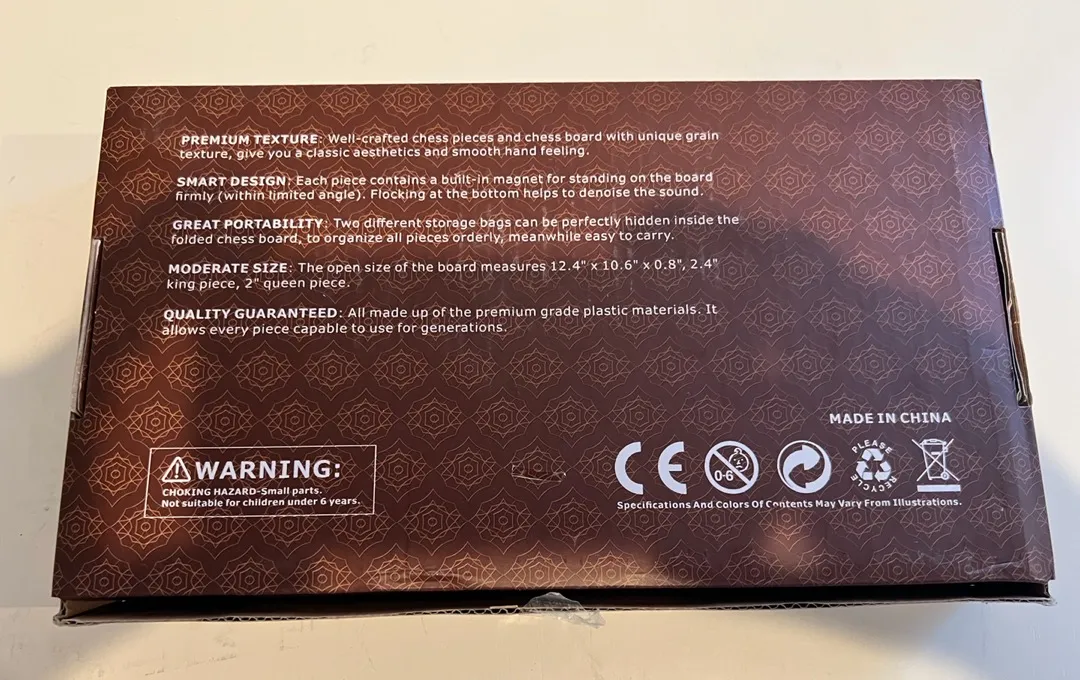 PREMIUM TEXTURE: Well-crafted chess pieces and chess board with unique grain
texture, give you a classic aesthetics and smooth hand feeling.
SMART DESIGN: Each piece contains a built-in magnet for standing on the board
firmly (within limited angle). Flocking at the bottom helps to denoise the sound.
GREAT PORTABILITY: Two different storage bags can be perfectly hidden inside the
folded chess board, to organize all pieces orderly, meanwhile easy to carry.
MODERATE SIZE: The open size of the board measures 12.4" x 10.6" x 0.8", 2.4"
king piece, 2" queen piece.
QUALITY GUARANTEED: All made up of the premium grade plastic materials. It
allows every piece capable to use for generations.
MADE IN CHINA
WARNING:
CHOKING HAZARD-Small parts.
Not suitable for children under 6 years.
CE
0-6
PLEASE
RECYCLE
Specifications And Colors Of Contents May Vary From Illustrations.